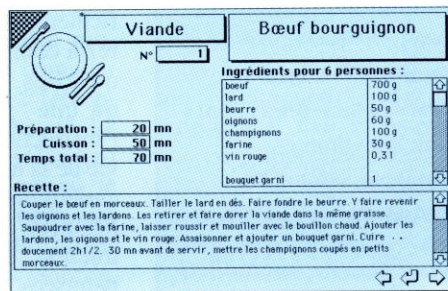 Viande
Bœuf bourguignon
N° 1
Ingrédients pour 6 personnes :
bœuf 700 g
lard 100 g
beurre 50 g
oignons 60 g
champignons 100 g
farine 30 g
vin rouge 0,3 l
bouquet garni 1
Préparation : 20 mn
Cuisson : 50 mn
Temps total : 70 mn
Recette :
Couper le bœuf en morceaux. Tailler le lard en dés. Faire fondre le beurre. Y faire revenir
les oignons et les lardons. Les retirer et faire dorer la viande dans la même graisse.
Saupoudrer avec la farine, laisser roussir et mouiller avec le bouillon chaud. Ajouter les
lardons, les oignons et le vin rouge. Assaisonner et ajouter un bouquet garni. Cuire . .
doucement 2h1/2. 30 mn avant de servir, mettre les champignons coupés en petits
morceaux.